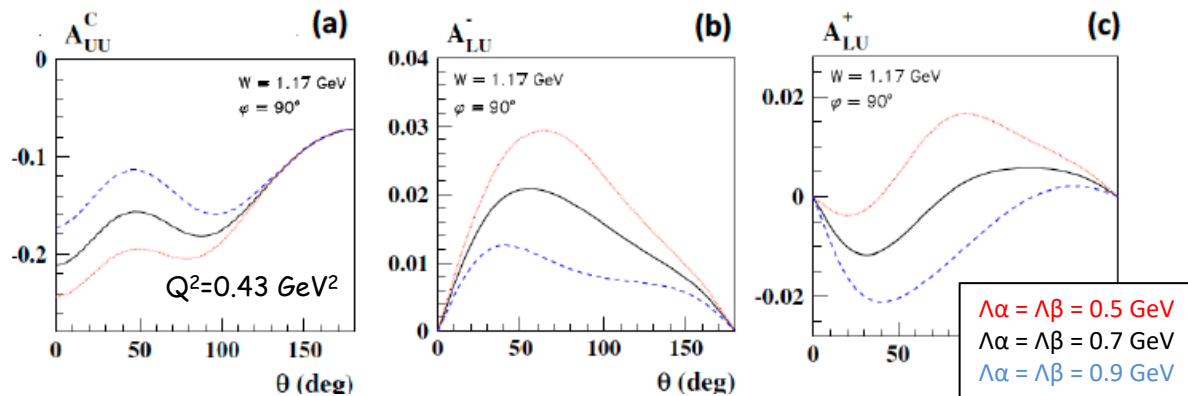 A_UU^C (a)
W = 1.17 GeV
φ = 90°
0
-0.1
-0.2
Q²=0.43 GeV²
0 50 100 150
θ (deg)
A_LU^- (b)
0.04
W = 1.17 GeV
φ = 90°
0.03
0.02
0.01
0
0 50 100 150
θ (deg)
A_LU^+ (c)
W = 1.17 GeV
φ = 90°
0.02
0
-0.02
0 50
Λα = Λβ = 0.5 GeV
Λα = Λβ = 0.7 GeV
Λα = Λβ = 0.9 GeV